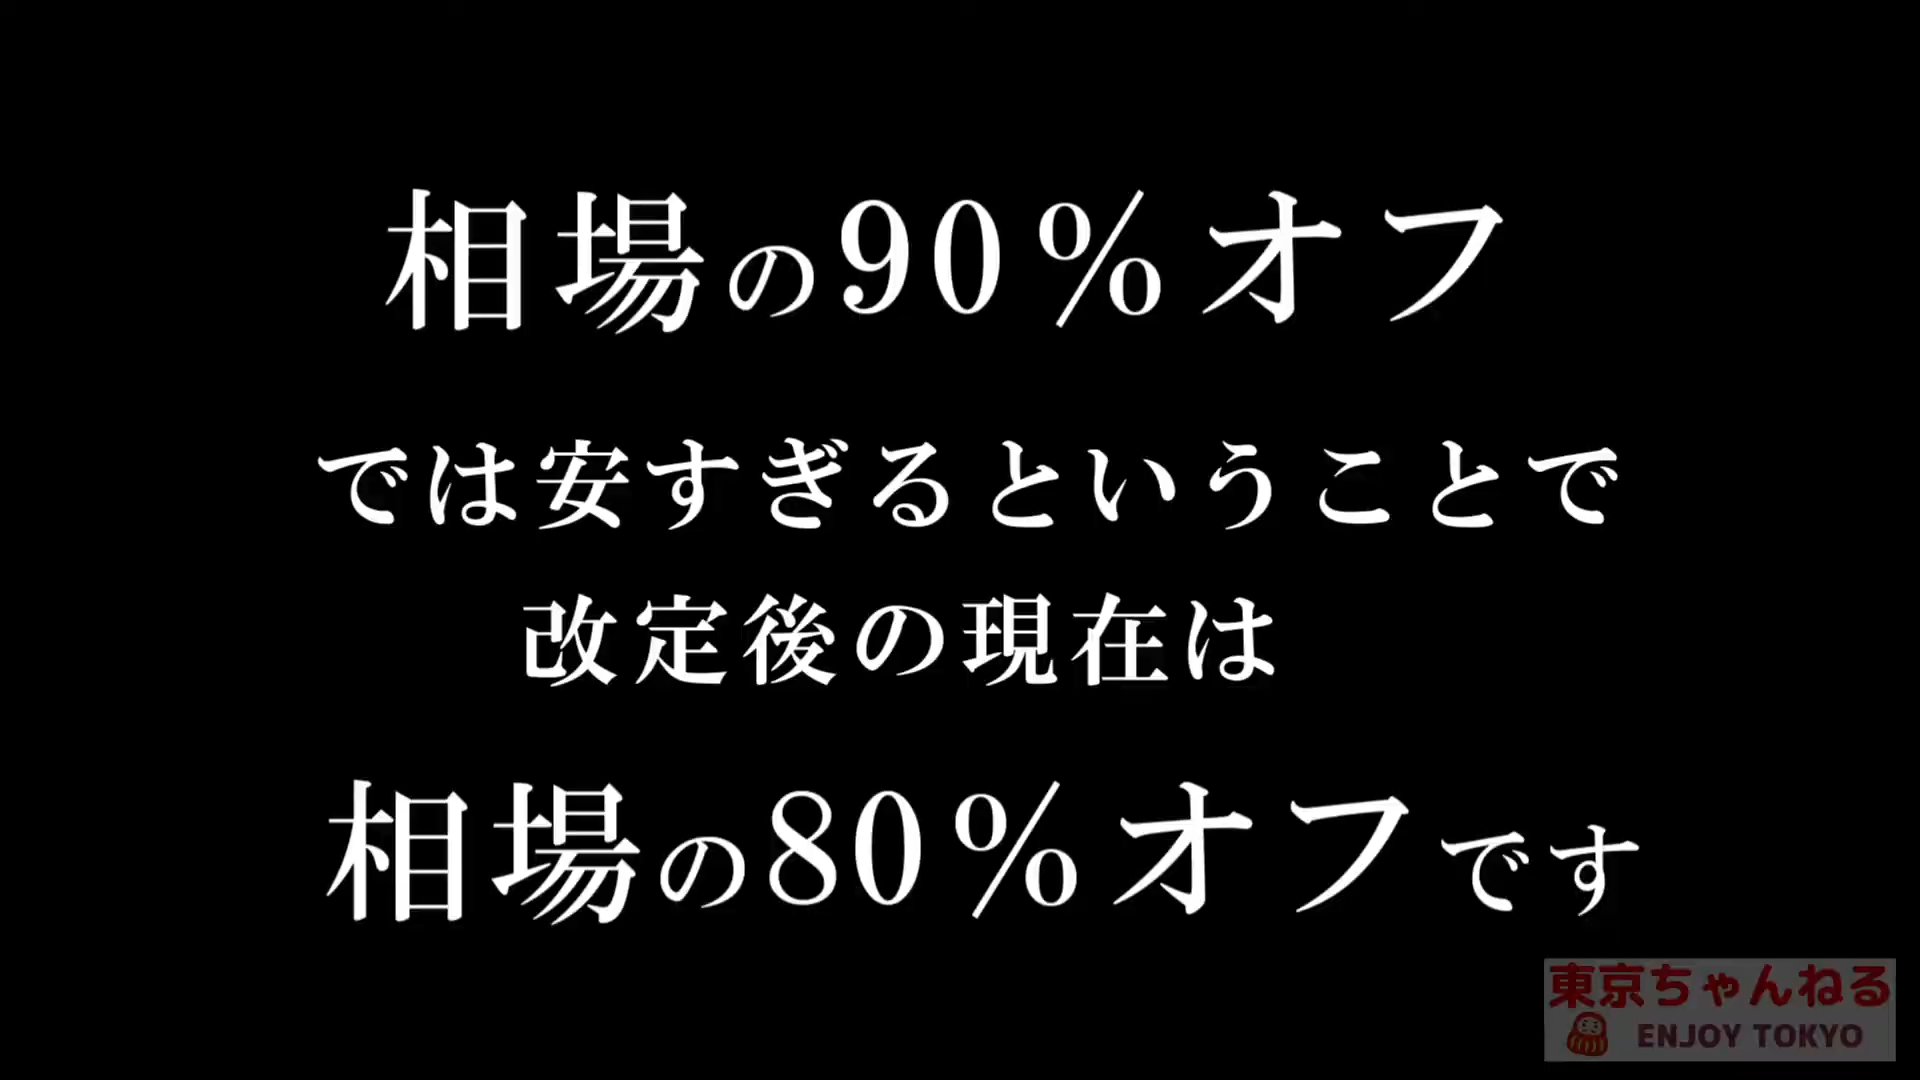 相場の90%オフ
では安すぎるということで
改定後の現在は
相場の80%オフです
東京ちゃんねる
ENJOY TOKYO